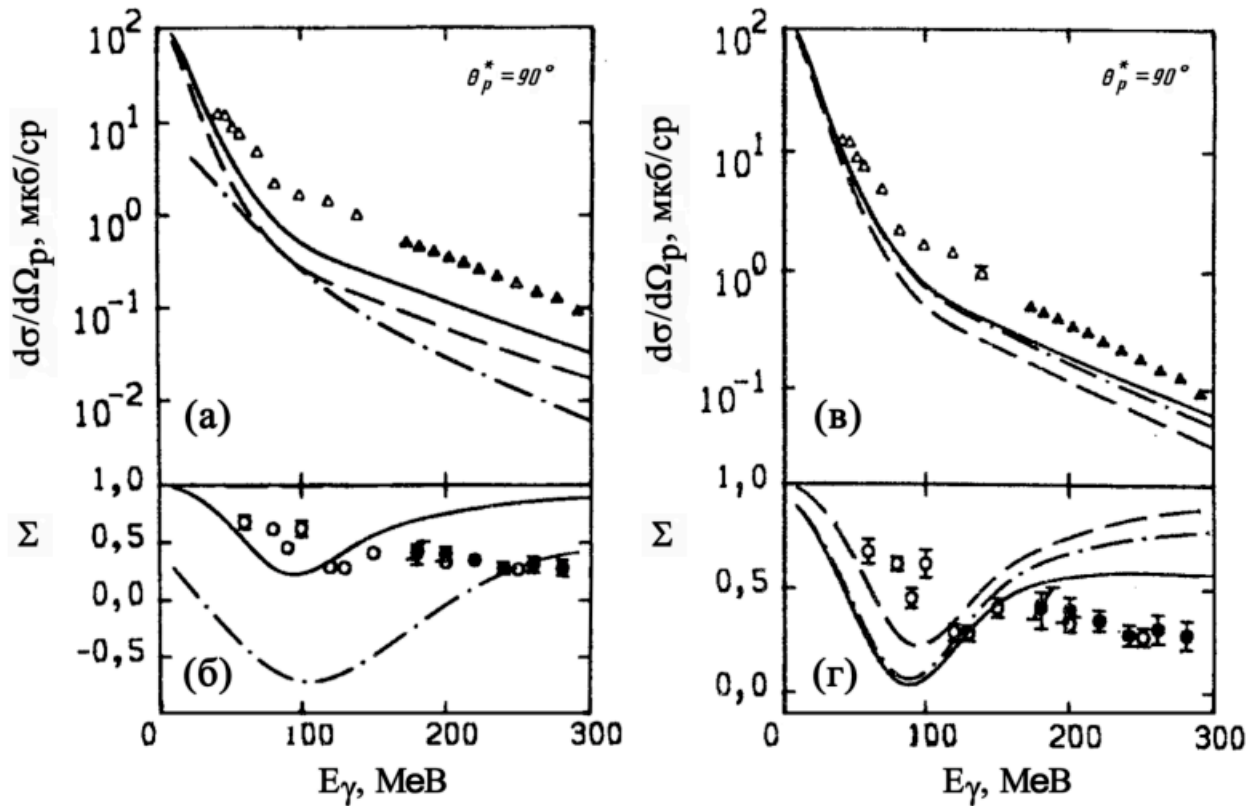 10²
10¹
10⁰
10⁻¹
10⁻²
dσ/dΩₚ, мкб/ср
θ*ₚ = 90°
(а)
1,0
0,5
0,0
-0,5
Σ
(б)
0 100 200 300
Eγ, МеВ
10²
10¹
10⁰
10⁻¹
dσ/dΩₚ, мкб/ср
θ*ₚ = 90°
(в)
1,0
0,5
0,0
Σ
(г)
0 100 200 300
Eγ, МеВ